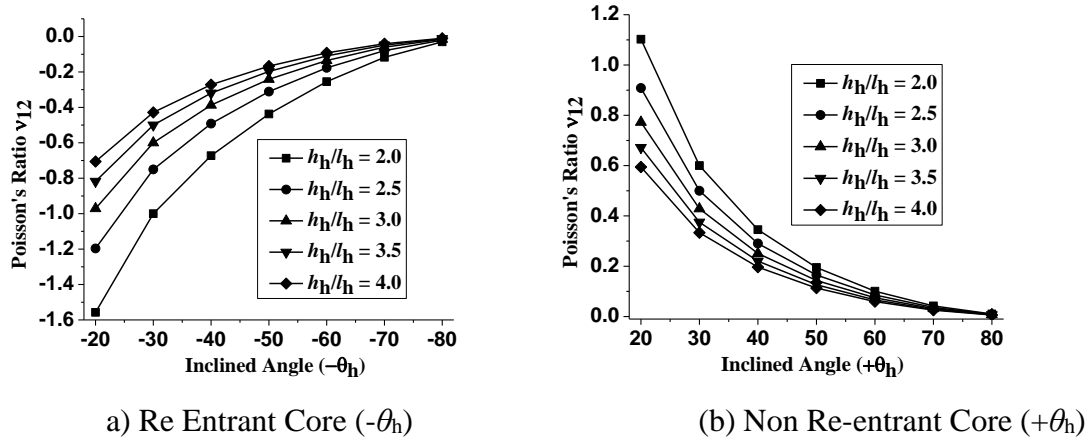 0.0
-0.2
-0.4
-0.6
-0.8
-1.0
-1.2
-1.4
-1.6
Poisson's Ratio ν12
-20 -30 -40 -50 -60 -70 -80
Inclined Angle (−θh)
hh/lh = 2.0
hh/lh = 2.5
hh/lh = 3.0
hh/lh = 3.5
hh/lh = 4.0
a) Re Entrant Core (-θh)
1.2
1.0
0.8
0.6
0.4
0.2
0.0
Poisson's Ratio ν12
20 30 40 50 60 70 80
Inclined Angle (+θh)
hh/lh = 2.0
hh/lh = 2.5
hh/lh = 3.0
hh/lh = 3.5
hh/lh = 4.0
(b) Non Re-entrant Core (+θh)